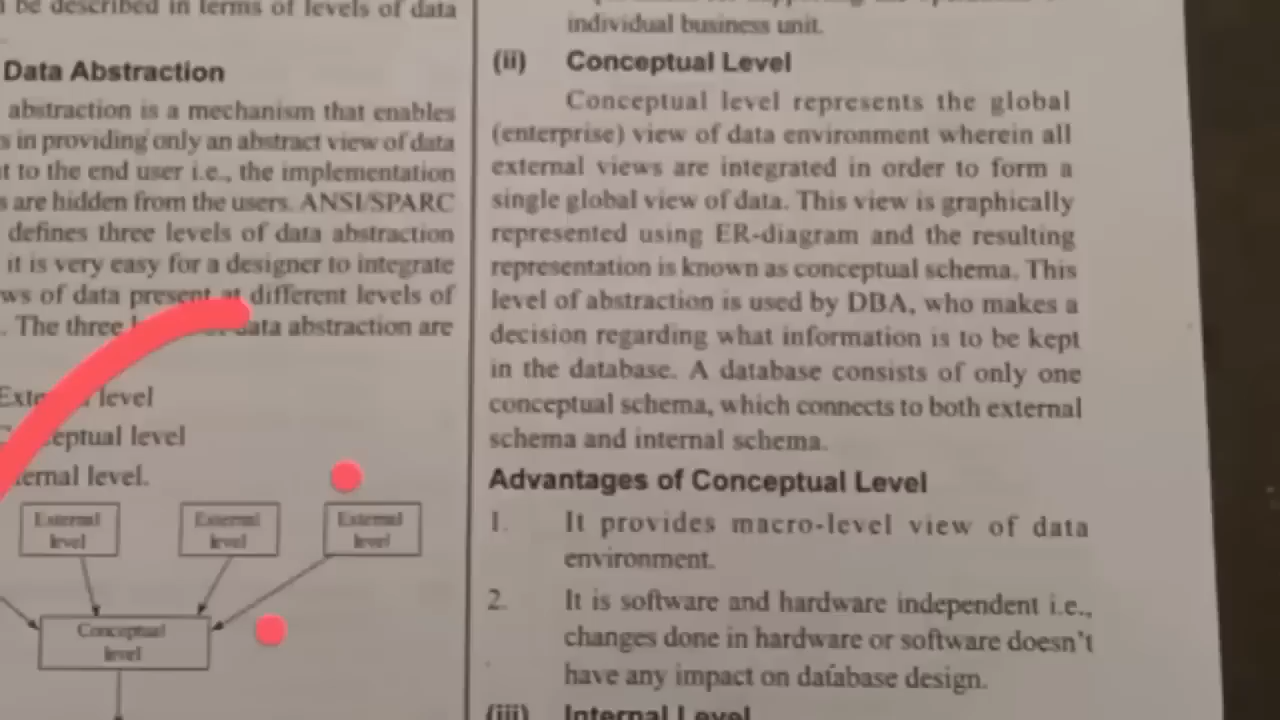 be described in terms of levels of data
Data Abstraction
abstraction is a mechanism that enables
in providing only an abstract view of data
to the end user i.e., the implementation
are hidden from the users. ANSI/SPARC
defines three levels of data abstraction
it is very easy for a designer to integrate
of data present at different levels of
The three data abstraction are
level
level
level.
External
level
External
level
External
level
Conceptual
level
individual business unit.
(ii) Conceptual Level
Conceptual level represents the global
(enterprise) view of data environment wherein all
external views are integrated in order to form a
single global view of data. This view is graphically
represented using ER-diagram and the resulting
representation is known as conceptual schema. This
level of abstraction is used by DBA, who makes a
decision regarding what information is to be kept
in the database. A database consists of only one
conceptual schema, which connects to both external
schema and internal schema.
Advantages of Conceptual Level
1. It provides macro-level view of data
environment.
2. It is software and hardware independent i.e.,
changes done in hardware or software doesn't
have any impact on database design.
(iii) Internal Level